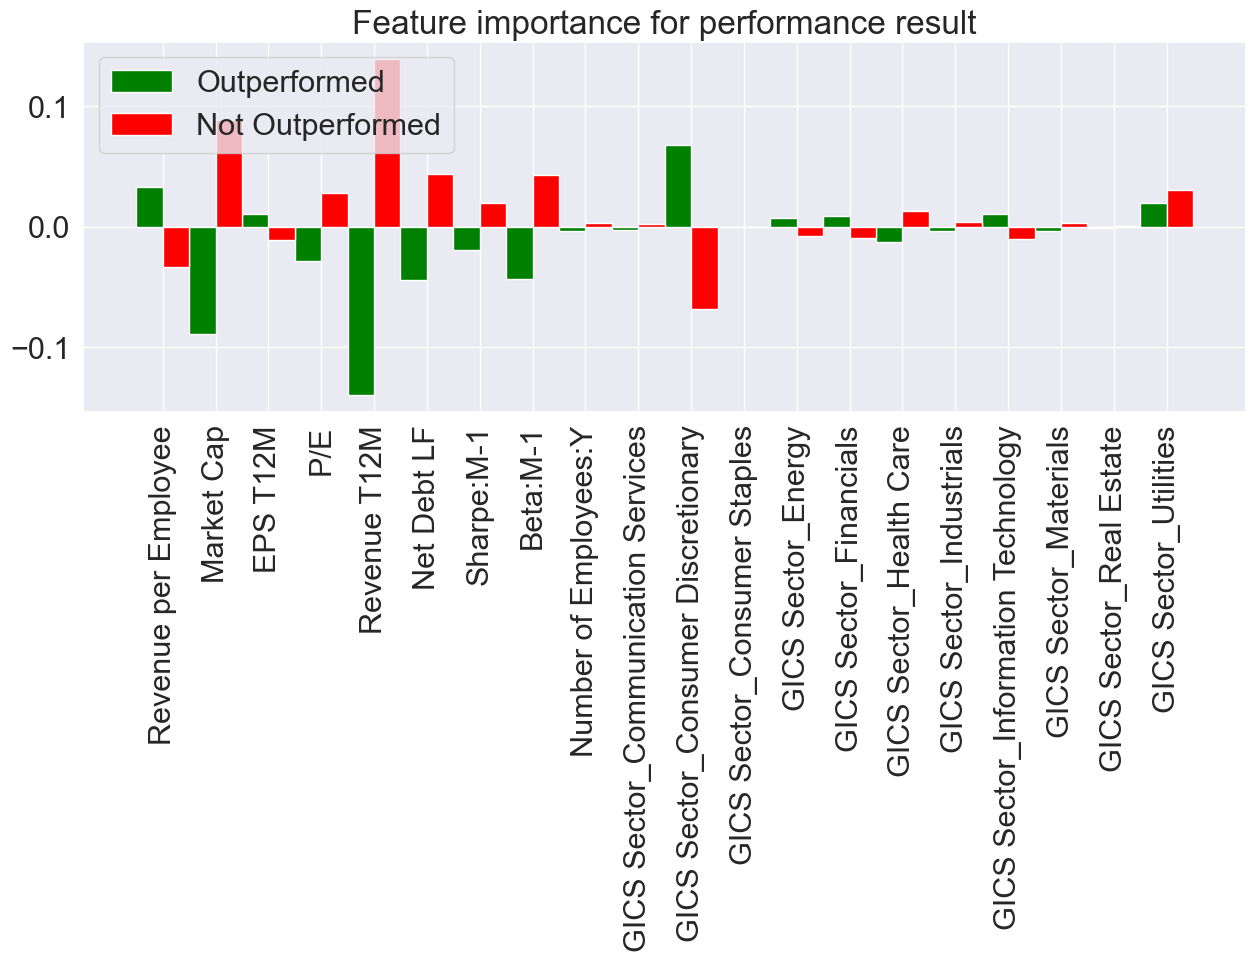 Feature importance for performance result
Outperformed
Not Outperformed
0.1
0.0
−0.1
Revenue per Employee
Market Cap
EPS T12M
P/E
Revenue T12M
Net Debt LF
Sharpe:M-1
Beta:M-1
Number of Employees:Y
GICS Sector_Communication Services
GICS Sector_Consumer Discretionary
GICS Sector_Consumer Staples
GICS Sector_Energy
GICS Sector_Financials
GICS Sector_Health Care
GICS Sector_Industrials
GICS Sector_Information Technology
GICS Sector_Materials
GICS Sector_Real Estate
GICS Sector_Utilities